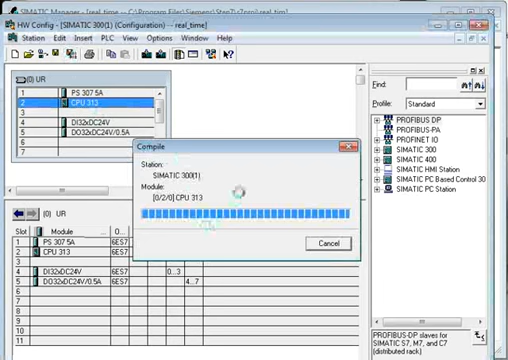 SIMATIC Manager - real_time -- C:\Program Files\Siemens\Step7\s7proj\real_time
HW Config - [SIMATIC 300(1) (Configuration) -- real_time]
Station Edit Insert PLC View Options Window Help
(0) UR
1 PS 307 5A
2 CPU 313
3
4 DI32xDC24V
5 DO32xDC24V/0.5A
6
7
Find:
Profile: Standard
PROFIBUS DP
PROFIBUS-PA
PROFINET IO
SIMATIC 300
SIMATIC 400
SIMATIC HMI Station
SIMATIC PC Based Control 30
SIMATIC PC Station
Compile
Station:
SIMATIC 300(1)
Module:
[0/2/0] CPU 313
Cancel
(0) UR
Slot Module ... O...
1 PS 307 5A 6ES7
2 CPU 313 6ES7
3
4 DI32xDC24V 6ES7 0...3
5 DO32xDC24V/0.5A 6ES7 4...7
6
7
8
9
10
11
PROFIBUS-DP slaves for
SIMATIC S7, M7, and C7
(distributed rack)